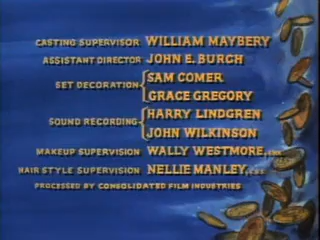 CASTING SUPERVISOR WILLIAM MAYBERY
ASSISTANT DIRECTOR JOHN E. BURCH
SET DECORATION SAM COMER
GRACE GREGORY
SOUND RECORDING HARRY LINDGREN
JOHN WILKINSON
MAKEUP SUPERVISION WALLY WESTMORE,
HAIR STYLE SUPERVISION NELLIE MANLEY,
PROCESSED BY CONSOLIDATED FILM INDUSTRIES